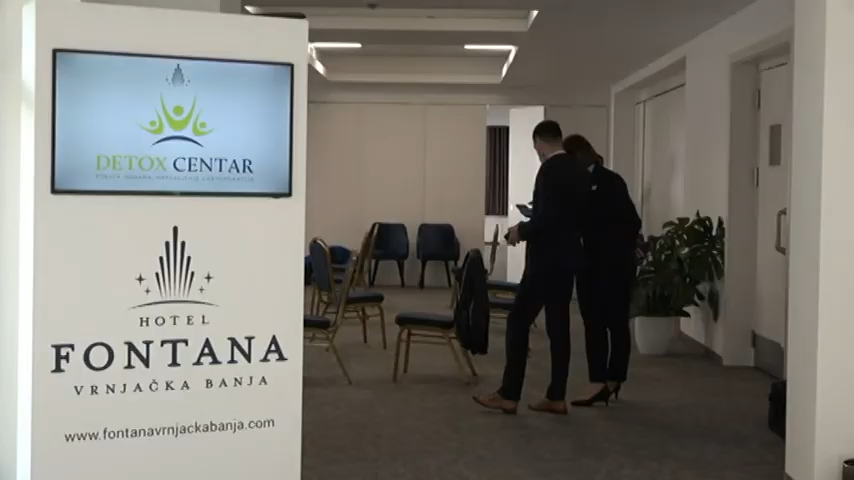 DETOX CENTAR
HOTEL
FONTANA
VRNJAČKA BANJA
www.fontanavrnjackabanja.com